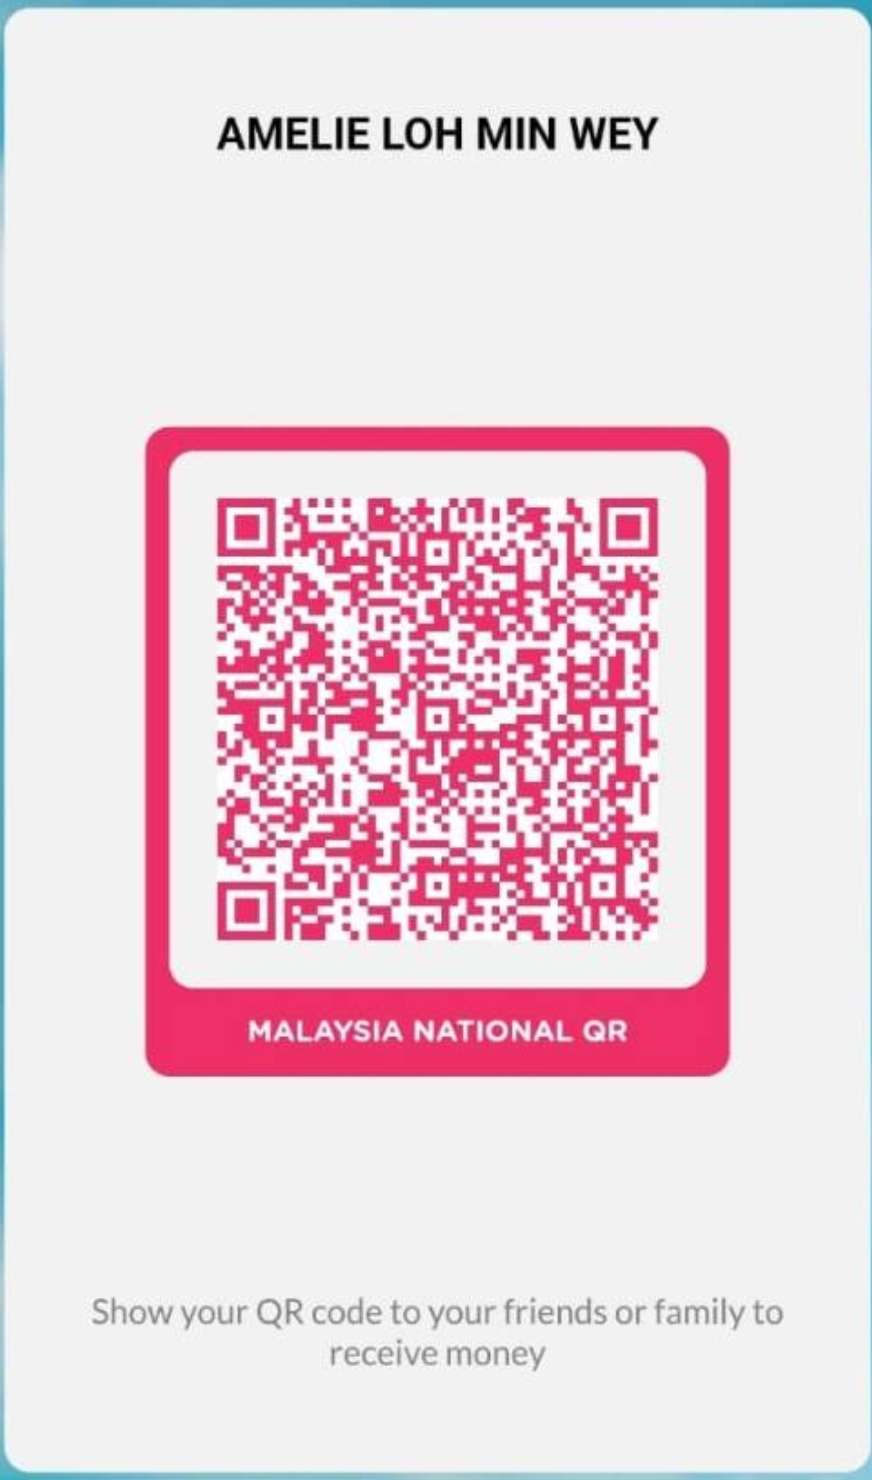 AMELIE LOH MIN WEY
MALAYSIA NATIONAL QR
Show your QR code to your friends or family to
receive money